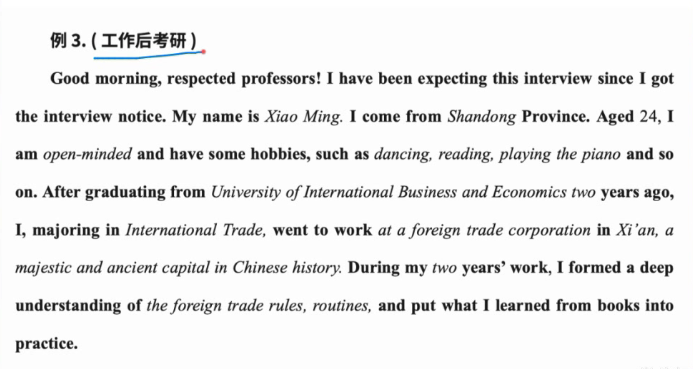 例 3. ( 工作后考研 )
Good morning, respected professors! I have been expecting this interview since I got
the interview notice. My name is Xiao Ming. I come from Shandong Province. Aged 24, I
am open-minded and have some hobbies, such as dancing, reading, playing the piano and so
on. After graduating from University of International Business and Economics two years ago,
I, majoring in International Trade, went to work at a foreign trade corporation in Xi’an, a
majestic and ancient capital in Chinese history. During my two years’ work, I formed a deep
understanding of the foreign trade rules, routines, and put what I learned from books into
practice.